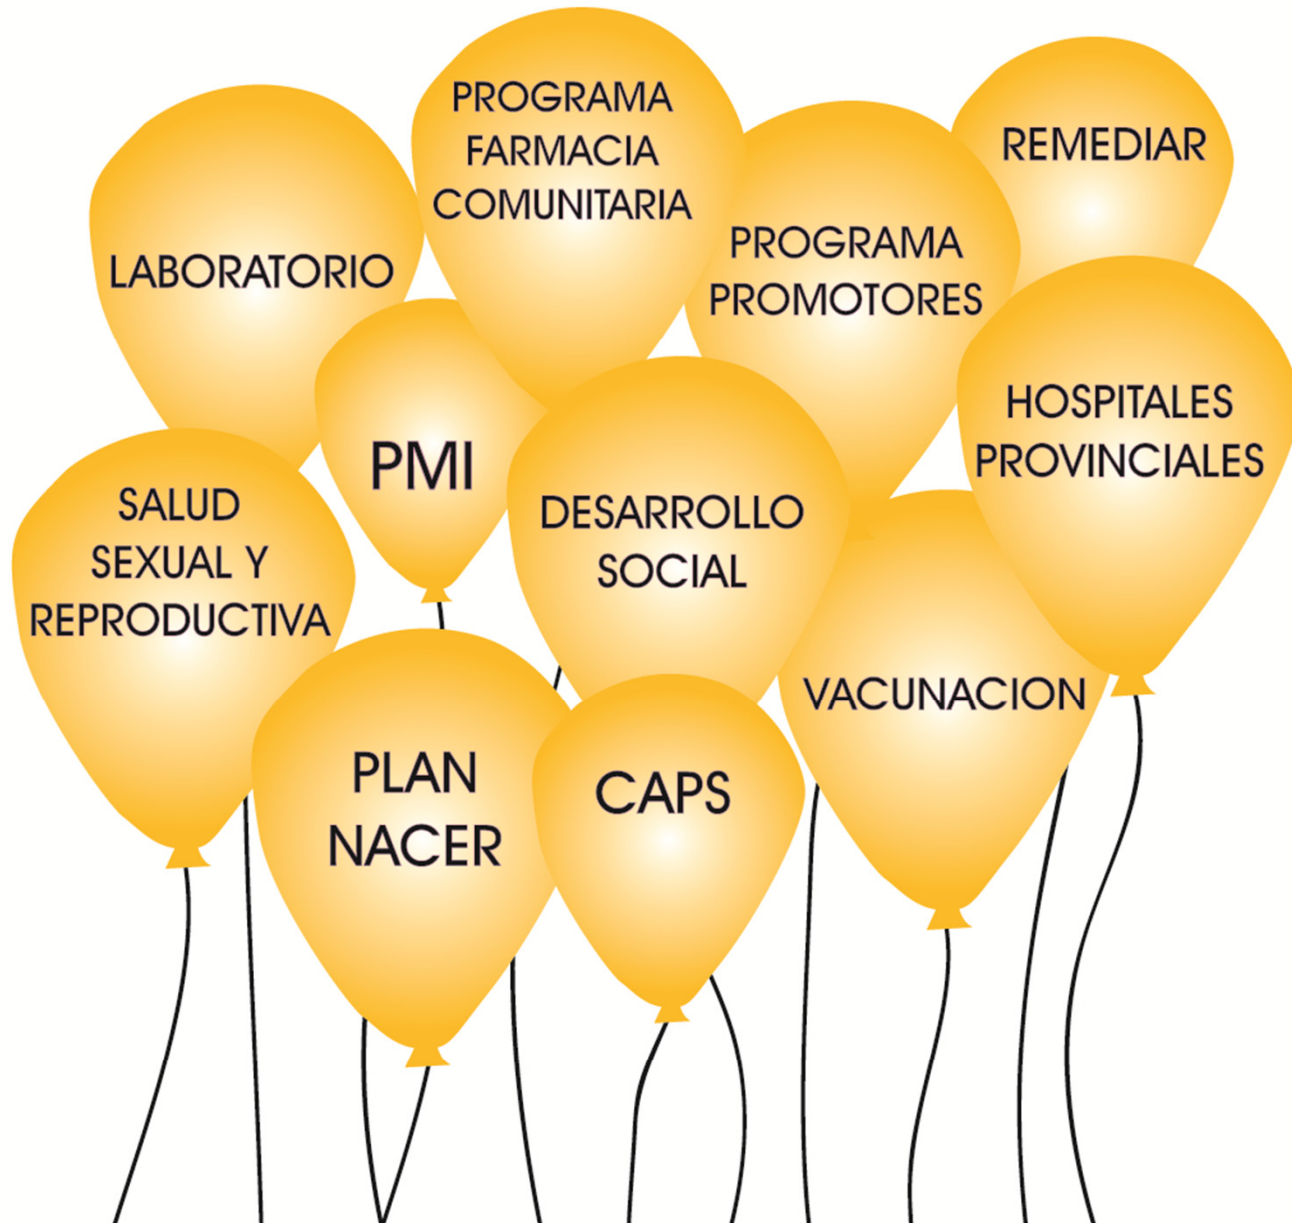 PROGRAMA
FARMACIA
COMUNITARIA
REMEDIAR
LABORATORIO
PROGRAMA
PROMOTORES
HOSPITALES
PROVINCIALES
PMI
DESARROLLO
SOCIAL
SALUD
SEXUAL Y
REPRODUCTIVA
VACUNACION
PLAN
NACER
CAPS